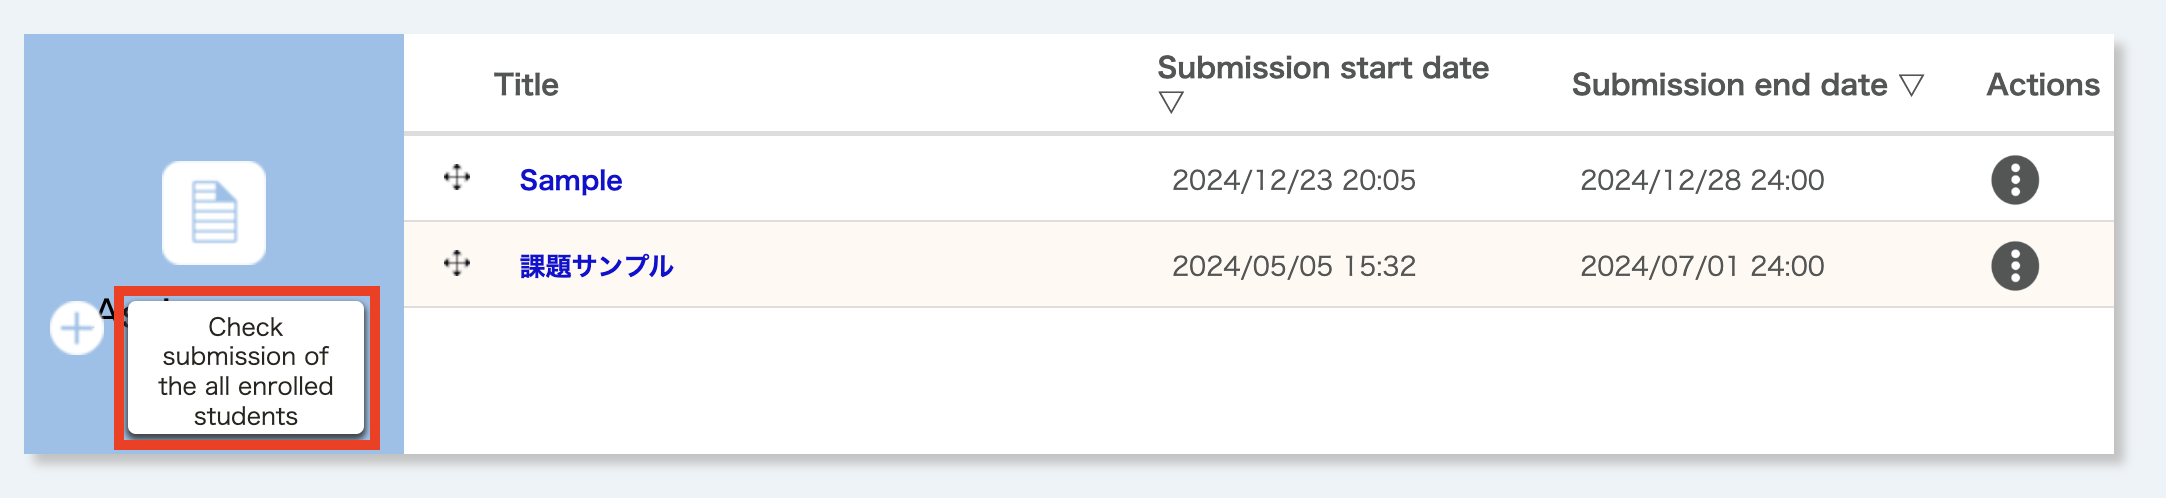 Title
Submission start date
▽
Submission end date ▽
Actions
Sample
2024/12/23 20:05
2024/12/28 24:00
課題サンプル
2024/05/05 15:32
2024/07/01 24:00
Check
submission of
the all enrolled
students